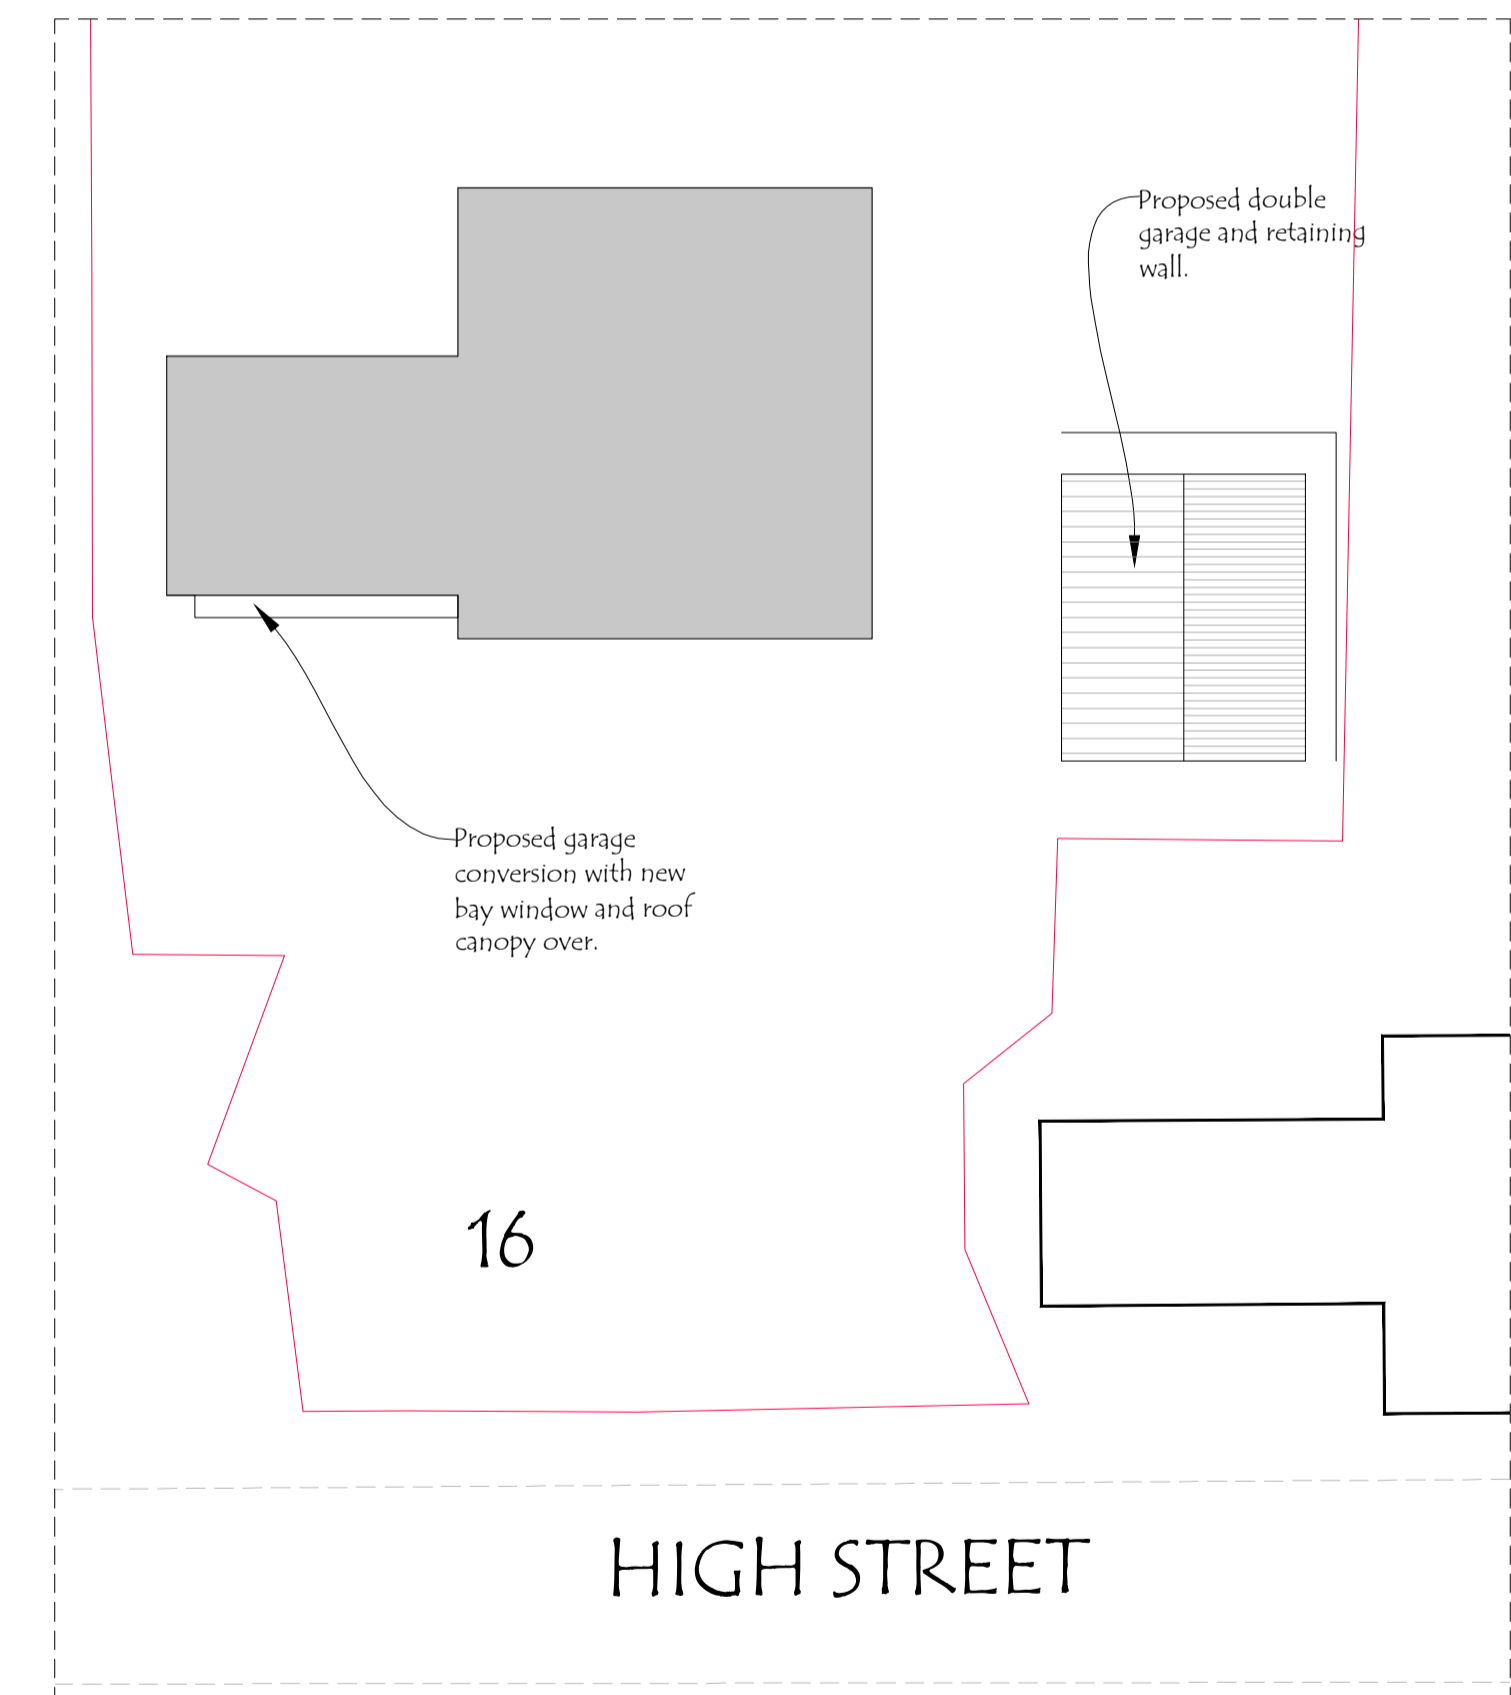 Proposed double
garage and retaining
wall.
Proposed garage
conversion with new
bay window and roof
canopy over.
16
HIGH STREET